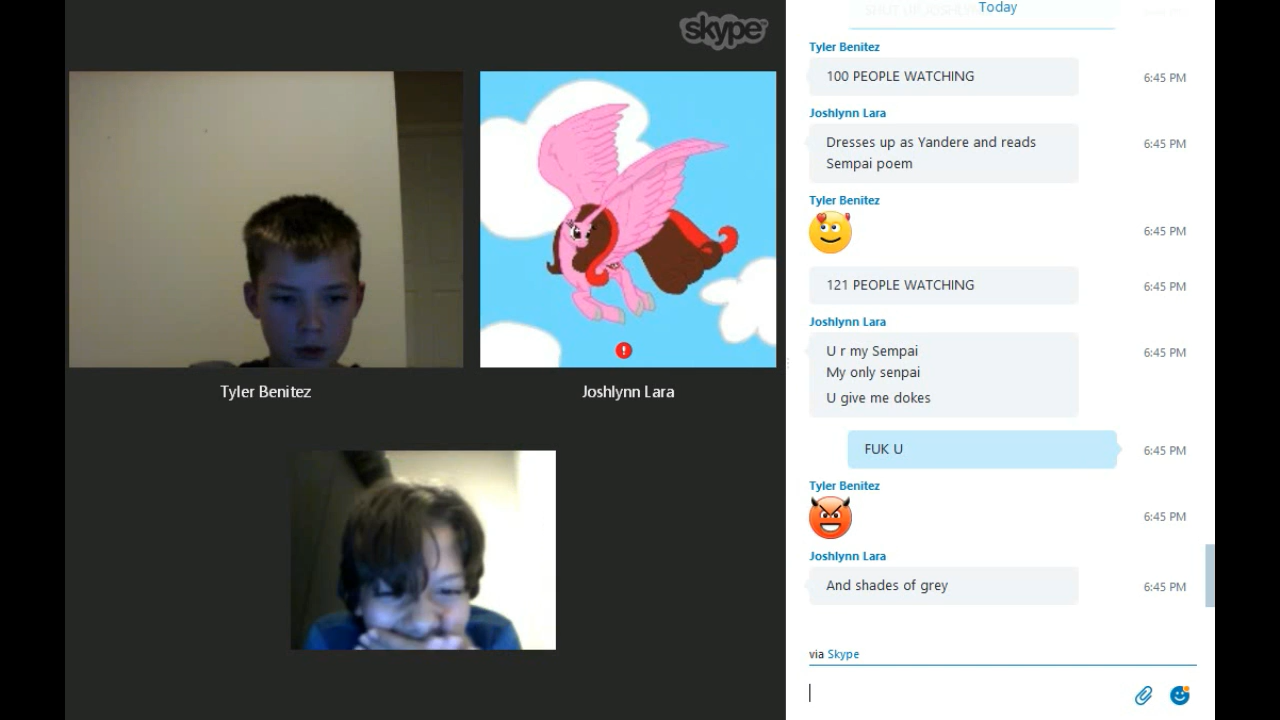 skype
Tyler Benitez
Joshlynn Lara
Today
Tyler Benitez
100 PEOPLE WATCHING
6:45 PM
Joshlynn Lara
Dresses up as Yandere and reads
6:45 PM
Sempai poem
Tyler Benitez
6:45 PM
121 PEOPLE WATCHING
6:45 PM
Joshlynn Lara
U r my Sempai
6:45 PM
My only senpai
U give me dokes
FUK U
6:45 PM
Tyler Benitez
6:45 PM
Joshlynn Lara
And shades of grey
6:45 PM
via Skype